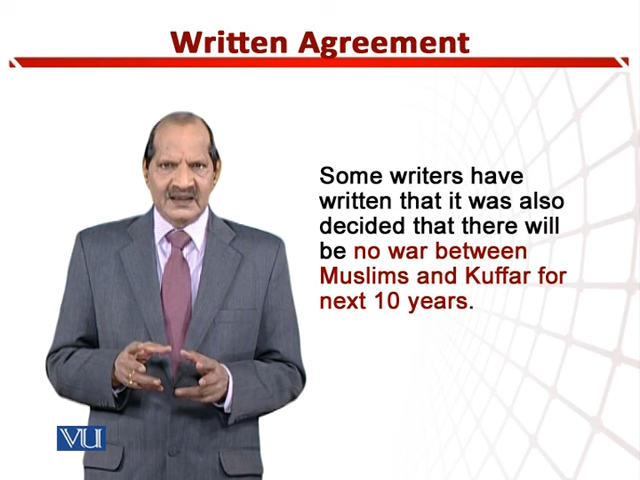 Written Agreement
Some writers have
written that it was also
decided that there will
be no war between
Muslims and Kuffar for
next 10 years.
VU